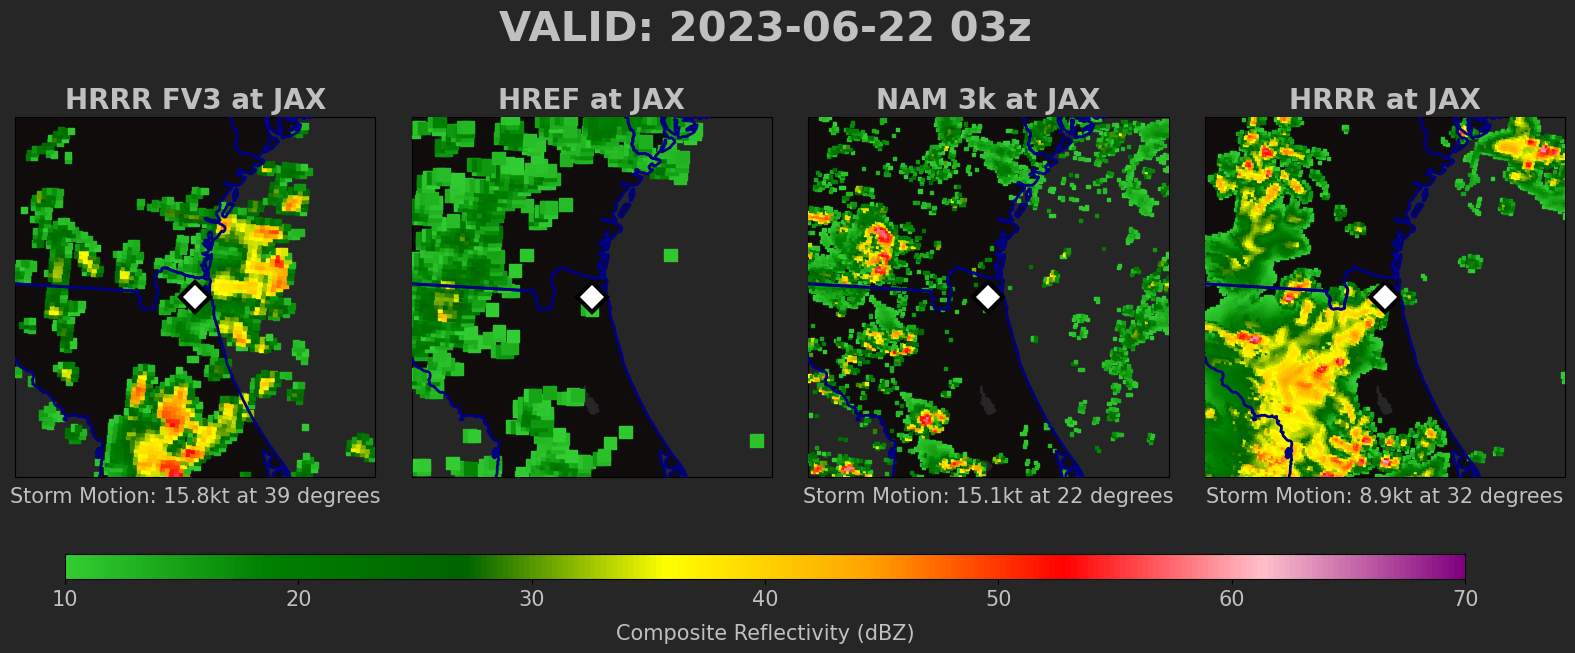 VALID: 2023-06-22 03z
HRRR FV3 at JAX
HREF at JAX
NAM 3k at JAX
HRRR at JAX
Storm Motion: 15.8kt at 39 degrees
Storm Motion: 15.1kt at 22 degrees
Storm Motion: 8.9kt at 32 degrees
10 20 30 40 50 60 70
Composite Reflectivity (dBZ)